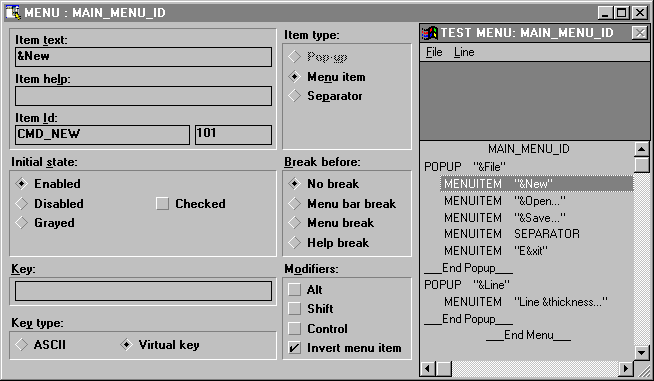 MENU : MAIN_MENU_ID
Item text:
&New
Item help:
Item Id:
CMD_NEW 101
Initial state:
Enabled
Disabled Checked
Grayed
Key:
Key type:
ASCII Virtual key
Item type:
Pop-up
Menu item
Separator
Break before:
No break
Menu bar break
Menu break
Help break
Modifiers:
Alt
Shift
Control
Invert menu item
TEST MENU: MAIN_MENU_ID
File Line
MAIN_MENU_ID
POPUP "&File"
MENUITEM "&New"
MENUITEM "&Open..."
MENUITEM "&Save..."
MENUITEM SEPARATOR
MENUITEM "E&xit"
___End Popup___
POPUP "&Line"
MENUITEM "Line &thickness..."
___End Popup___
___End Menu___